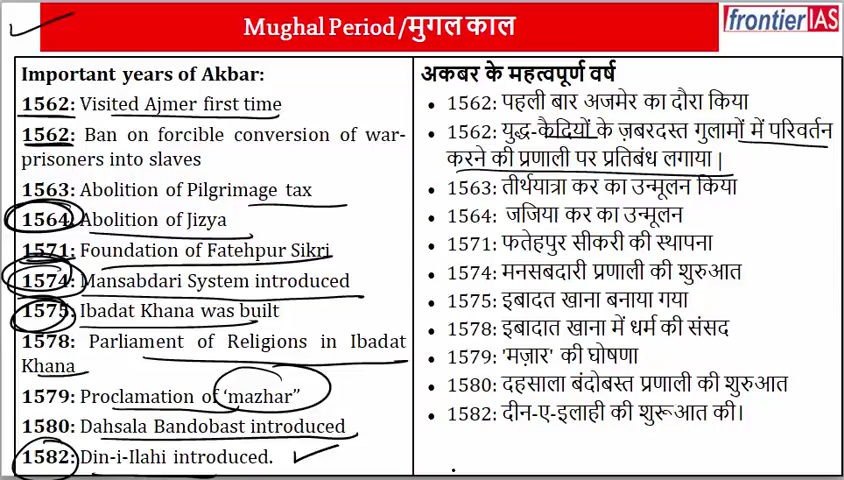 Mughal Period/मुगल काल
frontierIAS
Important years of Akbar:
1562: Visited Ajmer first time
1562: Ban on forcible conversion of war-
prisoners into slaves
1563: Abolition of Pilgrimage tax
1564: Abolition of Jizya
1571: Foundation of Fatehpur Sikri
1574: Mansabdari System introduced
1575: Ibadat Khana was built
1578: Parliament of Religions in Ibadat
Khana
1579: Proclamation of ‘mazhar”
1580: Dahsala Bandobast introduced
1582: Din-i-Ilahi introduced.
अकबर के महत्वपूर्ण वर्ष
• 1562: पहली बार अजमेर का दौरा किया
• 1562: युद्ध-कैदियों के ज़बरदस्त गुलामों में परिवर्तन
करने की प्रणाली पर प्रतिबंध लगाया |
• 1563: तीर्थयात्रा कर का उन्मूलन किया
• 1564: जजिया कर का उन्मूलन
• 1571: फतेहपुर सीकरी की स्थापना
• 1574: मनसबदारी प्रणाली की शुरुआत
• 1575: इबादत खाना बनाया गया
• 1578: इबादात खाना में धर्म की संसद
• 1579: 'मज़ार' की घोषणा
• 1580: दहसाला बंदोबस्त प्रणाली की शुरुआत
• 1582: दीन-ए-इलाही की शुरूआत की।